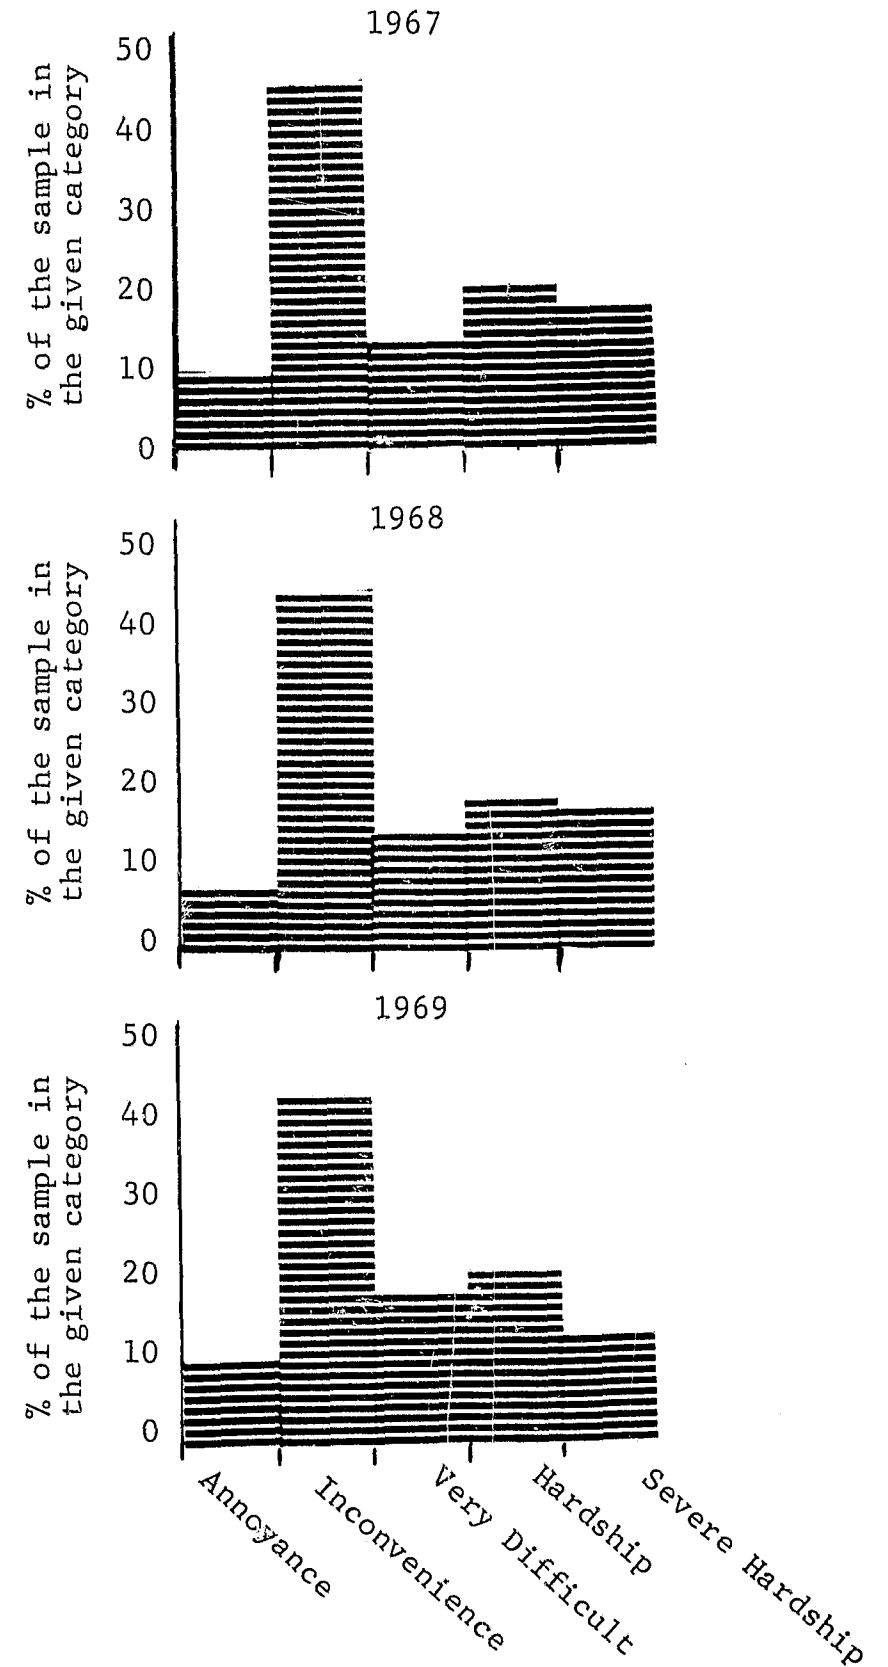 1967
% of the sample in
the given category
50
40
30
20
10
0
1968
% of the sample in
the given category
50
40
30
20
10
0
1969
% of the sample in
the given category
50
40
30
20
10
0
Annoyance
Inconvenience
Very Difficult
Hardship
Severe Hardship